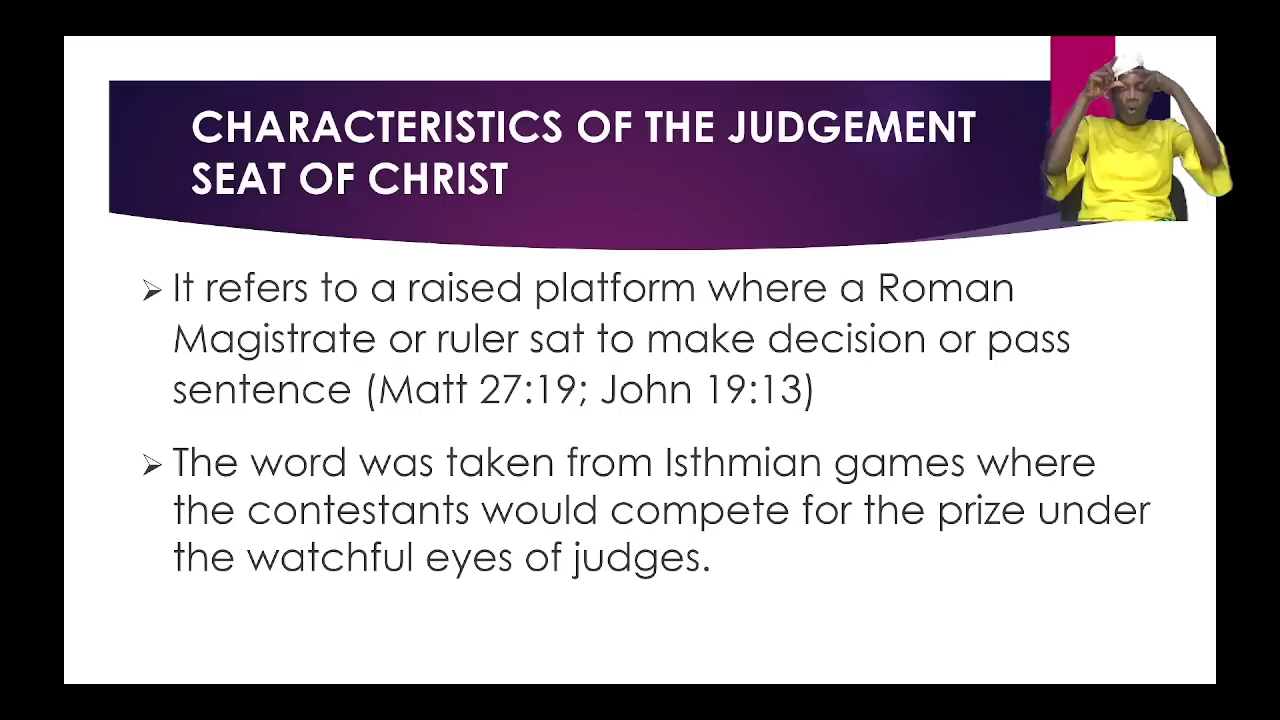 CHARACTERISTICS OF THE JUDGEMENT
SEAT OF CHRIST
It refers to a raised platform where a Roman
Magistrate or ruler sat to make decision or pass
sentence (Matt 27:19; John 19:13)
The word was taken from Isthmian games where
the contestants would compete for the prize under
the watchful eyes of judges.